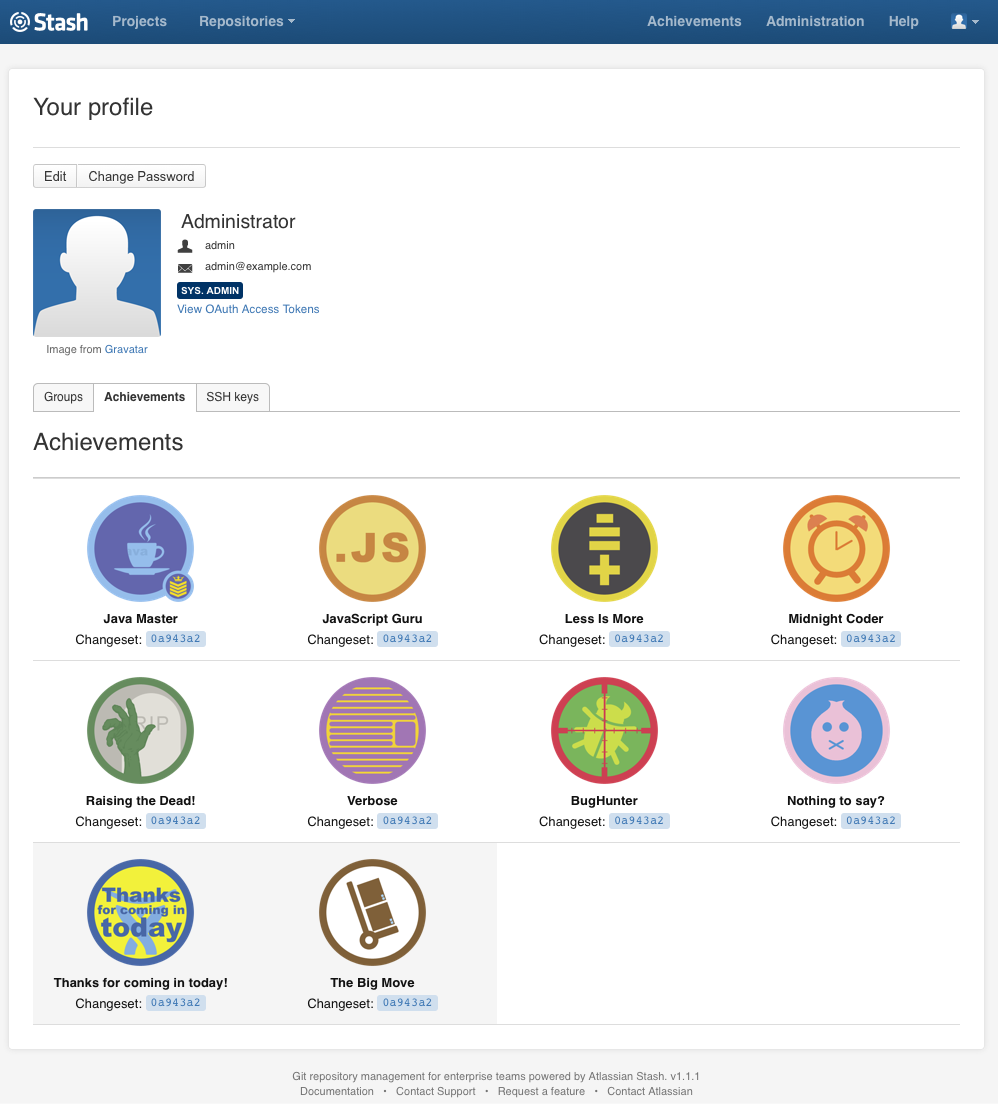 Stash Projects Repositories Achievements Administration Help
Your profile
Edit Change Password
Administrator
admin
admin@example.com
SYS. ADMIN
View OAuth Access Tokens
Image from Gravatar
Groups Achievements SSH keys
Achievements
.JS
Java Master JavaScript Guru Less Is More Midnight Coder
Changeset: 0a943a2 Changeset: 0a943a2 Changeset: 0a943a2 Changeset: 0a943a2
RIP
Raising the Dead! Verbose BugHunter Nothing to say?
Changeset: 0a943a2 Changeset: 0a943a2 Changeset: 0a943a2 Changeset: 0a943a2
Thanks
for coming in
today
Thanks for coming in today! The Big Move
Changeset: 0a943a2 Changeset: 0a943a2
Git repository management for enterprise teams powered by Atlassian Stash. v1.1.1
Documentation • Contact Support • Request a feature • Contact Atlassian